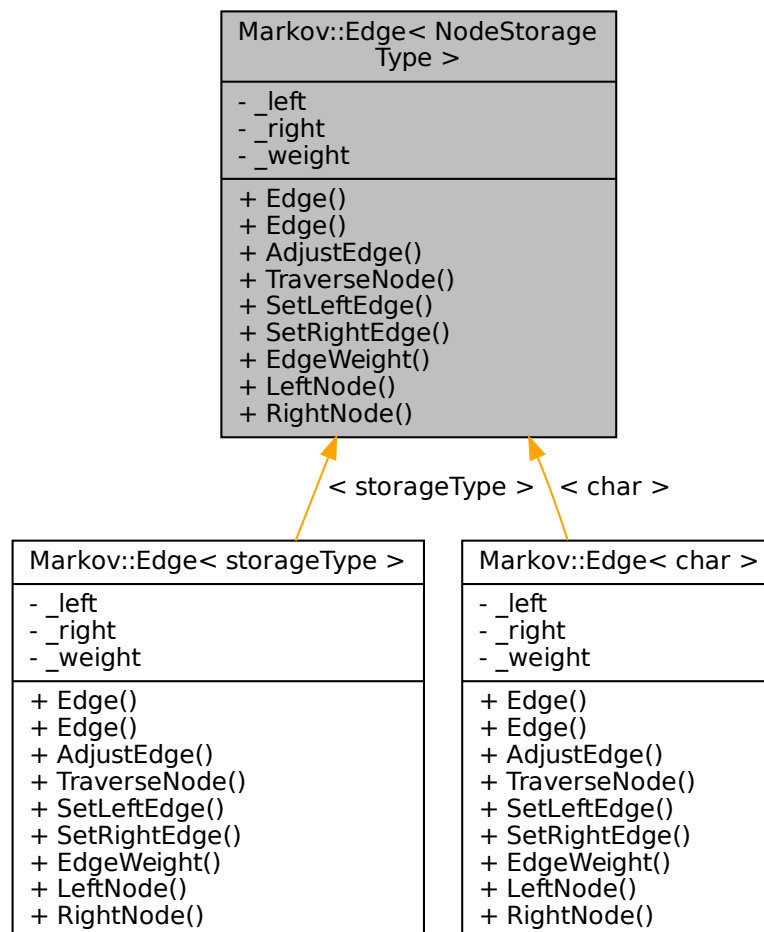 Markov::Edge< NodeStorage
Type >
- _left
- _right
- _weight
+ Edge()
+ Edge()
+ AdjustEdge()
+ TraverseNode()
+ SetLeftEdge()
+ SetRightEdge()
+ EdgeWeight()
+ LeftNode()
+ RightNode()
< storageType >
< char >
Markov::Edge< storageType >
- _left
- _right
- _weight
+ Edge()
+ Edge()
+ AdjustEdge()
+ TraverseNode()
+ SetLeftEdge()
+ SetRightEdge()
+ EdgeWeight()
+ LeftNode()
+ RightNode()
Markov::Edge< char >
- _left
- _right
- _weight
+ Edge()
+ Edge()
+ AdjustEdge()
+ TraverseNode()
+ SetLeftEdge()
+ SetRightEdge()
+ EdgeWeight()
+ LeftNode()
+ RightNode()